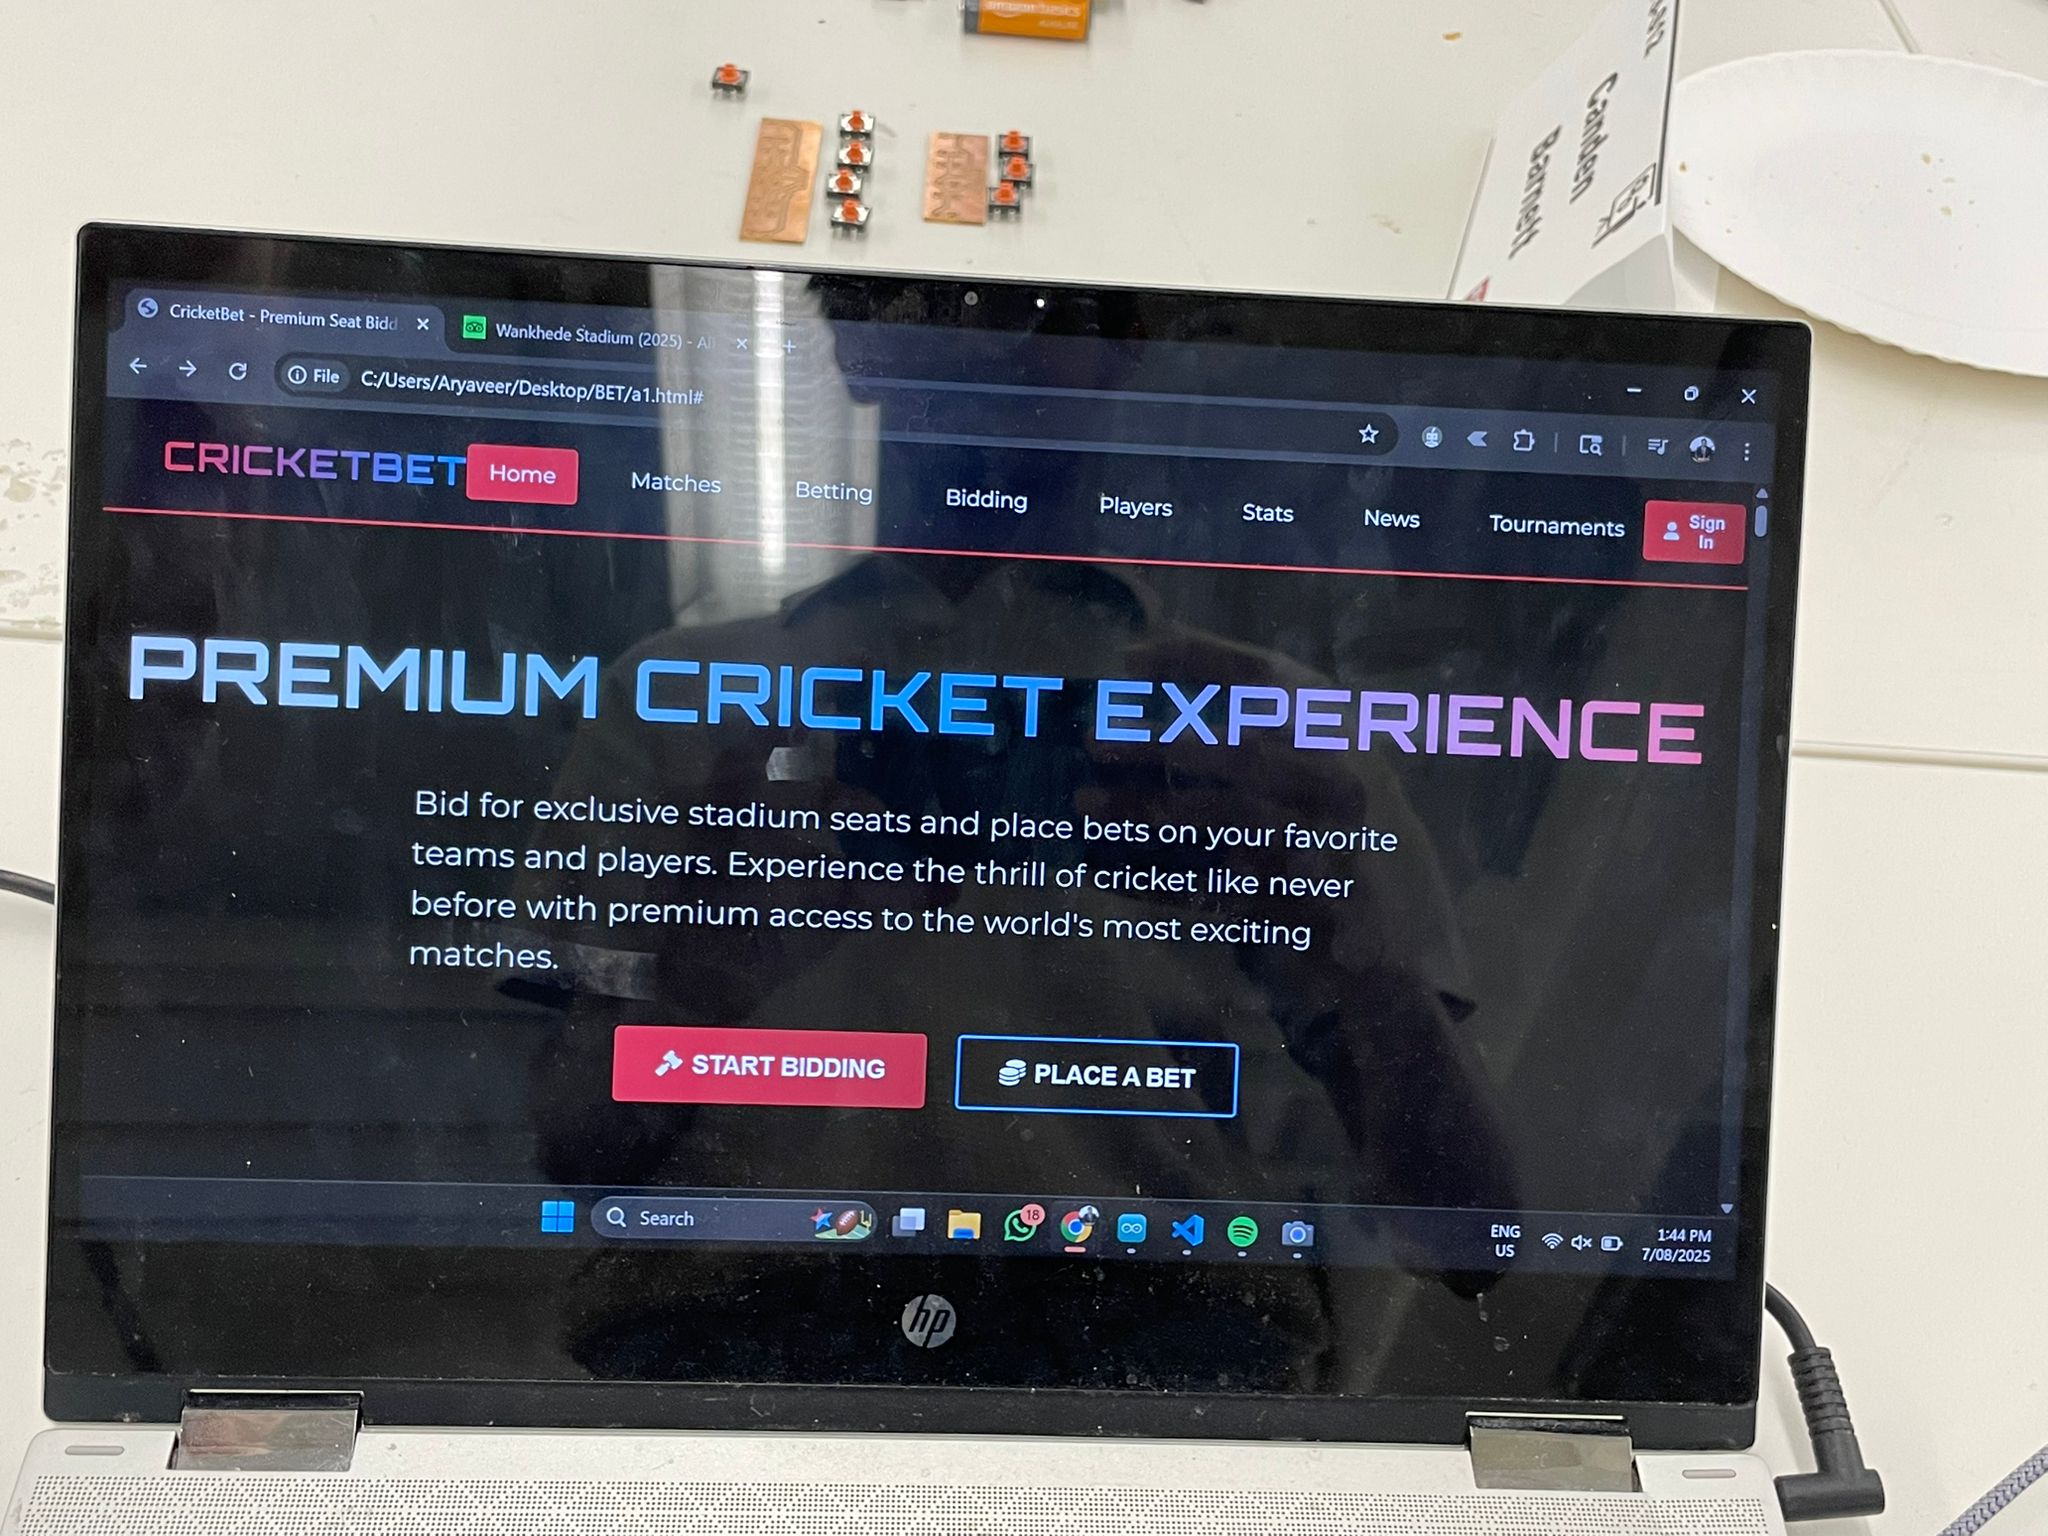 Camden
Barnett
CricketBet - Premium Seat Bidd
Wankhede Stadium (2025) - Al
File C:/Users/Aryaveer/Desktop/BET/a1.html#
CRICKETBET Home Matches Betting Bidding Players Stats News Tournaments Sign In
PREMIUM CRICKET EXPERIENCE
Bid for exclusive stadium seats and place bets on your favorite
teams and players. Experience the thrill of cricket like never
before with premium access to the world's most exciting
matches.
START BIDDING PLACE A BET
Search
18
ENG
US
1:44 PM
7/08/2025
hp